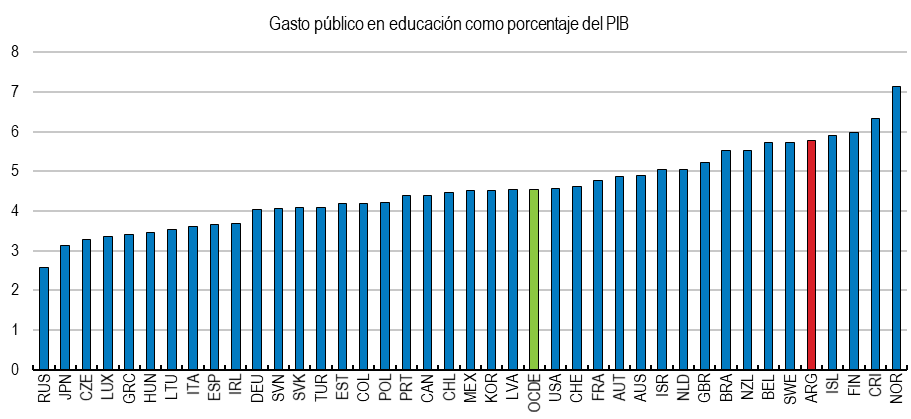 Gasto público en educación como porcentaje del PIB
8
7
6
5
4
3
2
1
0
RUS
JPN
CZE
LUX
GRC
HUN
LTU
ITA
ESP
IRL
DEU
SVN
SVK
TUR
EST
COL
POL
PRT
CAN
CHL
MEX
KOR
LVA
OCDE
USA
CHE
FRA
AUT
AUS
ISR
NLD
GBR
BRA
NZL
BEL
SWE
ARG
ISL
FIN
CRI
NOR